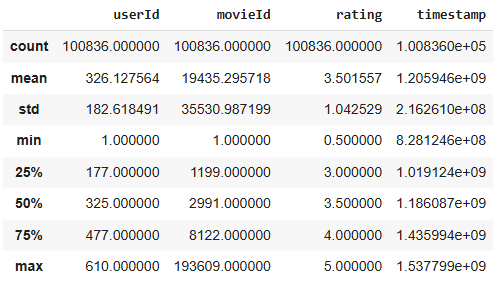 userId movieId rating timestamp
count 100836.000000 100836.000000 100836.000000 1.008360e+05
mean 326.127564 19435.295718 3.501557 1.205946e+09
std 182.618491 35530.987199 1.042529 2.162610e+08
min 1.000000 1.000000 0.500000 8.281246e+08
25% 177.000000 1199.000000 3.000000 1.019124e+09
50% 325.000000 2991.000000 3.500000 1.186087e+09
75% 477.000000 8122.000000 4.000000 1.435994e+09
max 610.000000 193609.000000 5.000000 1.537799e+09